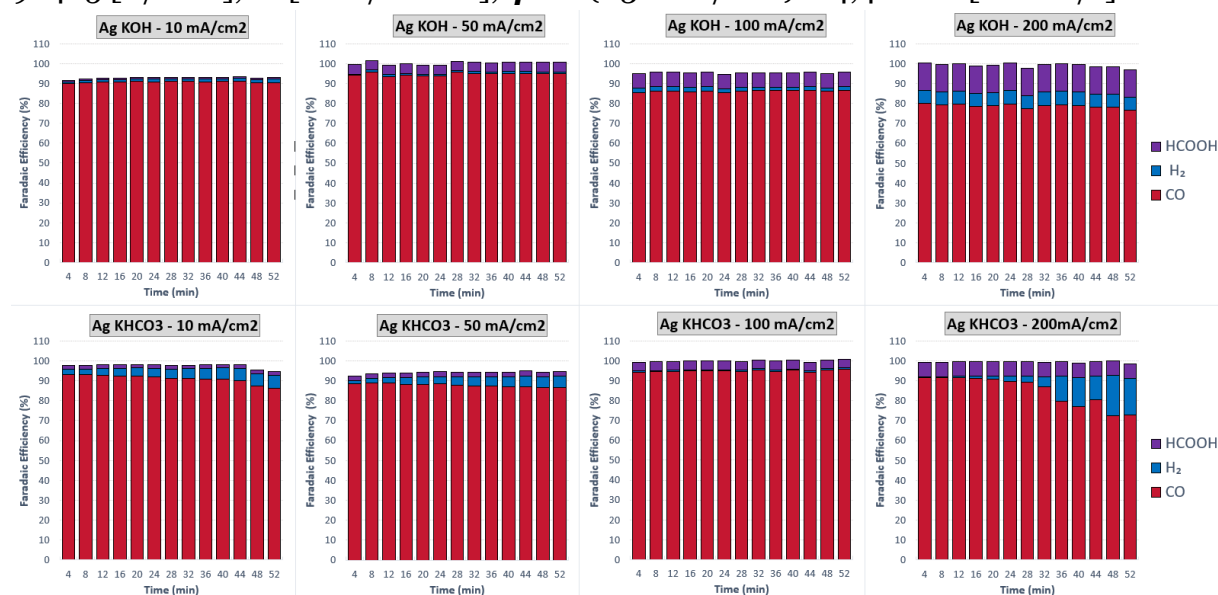 Ag KOH - 10 mA/cm2
Ag KOH - 50 mA/cm2
Ag KOH - 100 mA/cm2
Ag KOH - 200 mA/cm2
Faradaic Efficiency (%)
110
100
90
80
70
60
50
40
30
20
10
0
4 8 12 16 20 24 28 32 36 40 44 48 52
Time (min)
Faradaic Efficiency (%)
110
100
90
80
70
60
50
40
30
20
10
0
4 8 12 16 20 24 28 32 36 40 44 48 52
Time (min)
Faradaic Efficiency (%)
110
100
90
80
70
60
50
40
30
20
10
0
4 8 12 16 20 24 28 32 36 40 44 48 52
Time (min)
Faradaic Efficiency (%)
110
100
90
80
70
60
50
40
30
20
10
0
4 8 12 16 20 24 28 32 36 40 44 48 52
Time (min)
HCOOH
H₂
CO
Ag KHCO3 - 10 mA/cm2
Ag KHCO3 - 50 mA/cm2
Ag KHCO3 - 100 mA/cm2
Ag KHCO3 - 200mA/cm2
Faradaic Efficiency (%)
110
100
90
80
70
60
50
40
30
20
10
0
4 8 12 16 20 24 28 32 36 40 44 48 52
Time (min)
Faradaic Efficiency (%)
110
100
90
80
70
60
50
40
30
20
10
0
4 8 12 16 20 24 28 32 36 40 44 48 52
Time (min)
Faradaic Efficiency (%)
110
100
90
80
70
60
50
40
30
20
10
0
4 8 12 16 20 24 28 32 36 40 44 48 52
Time (min)
Faradaic Efficiency (%)
110
100
90
80
70
60
50
40
30
20
10
0
4 8 12 16 20 24 28 32 36 40 44 48 52
Time (min)
HCOOH
H₂
CO